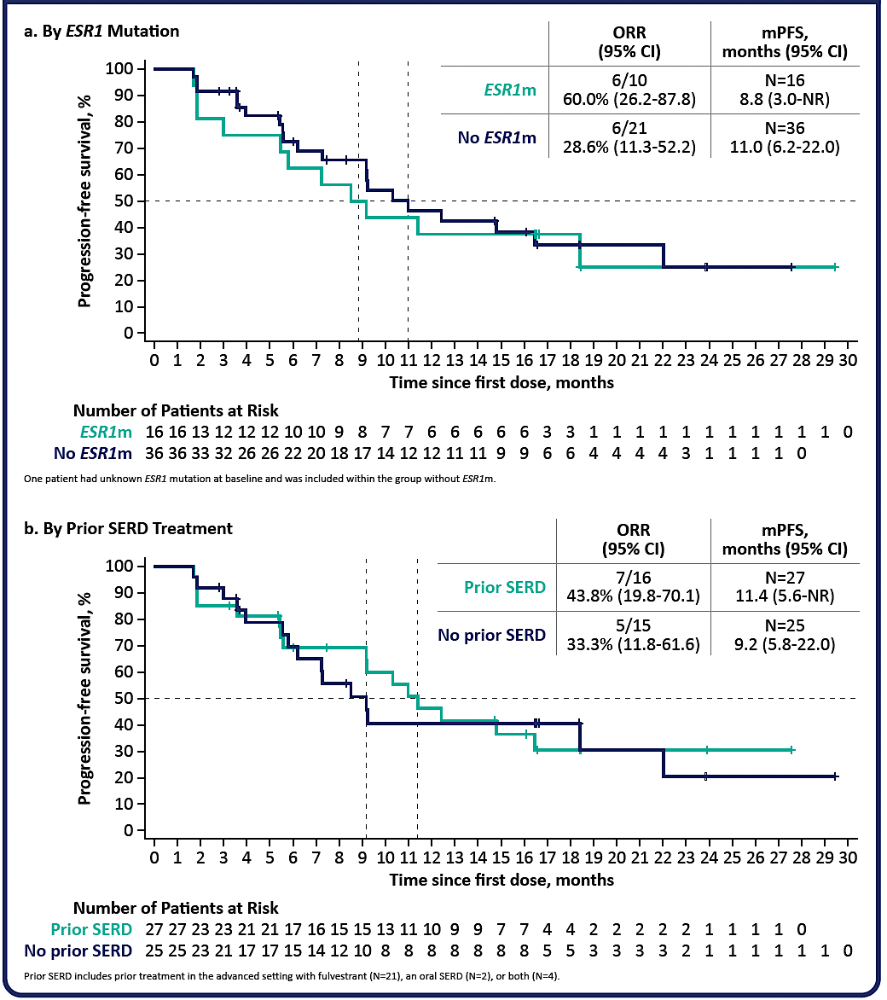 a. By ESR1 Mutation
ORR
(95% CI)
mPFS,
months (95% CI)
ESR1m
6/10
60.0% (26.2-87.8)
N=16
8.8 (3.0-NR)
No ESR1m
6/21
28.6% (11.3-52.2)
N=36
11.0 (6.2-22.0)
Progression-free survival, %
100
90
80
70
60
50
40
30
20
10
0
0 1 2 3 4 5 6 7 8 9 10 11 12 13 14 15 16 17 18 19 20 21 22 23 24 25 26 27 28 29 30
Time since first dose, months
Number of Patients at Risk
ESR1m 16 16 13 12 12 12 10 10 9 8 7 7 6 6 6 6 6 3 3 1 1 1 1 1 1 1 1 1 1 1 0
No ESR1m 36 36 33 32 26 26 22 20 18 17 14 12 12 11 11 9 9 6 6 4 4 4 4 3 1 1 1 1 0
One patient had unknown ESR1 mutation at baseline and was included within the group without ESR1m.
b. By Prior SERD Treatment
ORR
(95% CI)
mPFS,
months (95% CI)
Prior SERD
7/16
43.8% (19.8-70.1)
N=27
11.4 (5.6-NR)
No prior SERD
5/15
33.3% (11.8-61.6)
N=25
9.2 (5.8-22.0)
Progression-free survival, %
100
90
80
70
60
50
40
30
20
10
0
0 1 2 3 4 5 6 7 8 9 10 11 12 13 14 15 16 17 18 19 20 21 22 23 24 25 26 27 28 29 30
Time since first dose, months
Number of Patients at Risk
Prior SERD 27 27 23 23 21 21 17 16 15 15 13 11 10 9 9 7 7 4 4 2 2 2 2 2 1 1 1 1 0
No prior SERD 25 25 23 21 17 17 15 14 12 10 8 8 8 8 8 8 8 5 5 3 3 3 3 2 1 1 1 1 1 1 0
Prior SERD includes prior treatment in the advanced setting with fulvestrant (N=21), an oral SERD (N=2), or both (N=4).